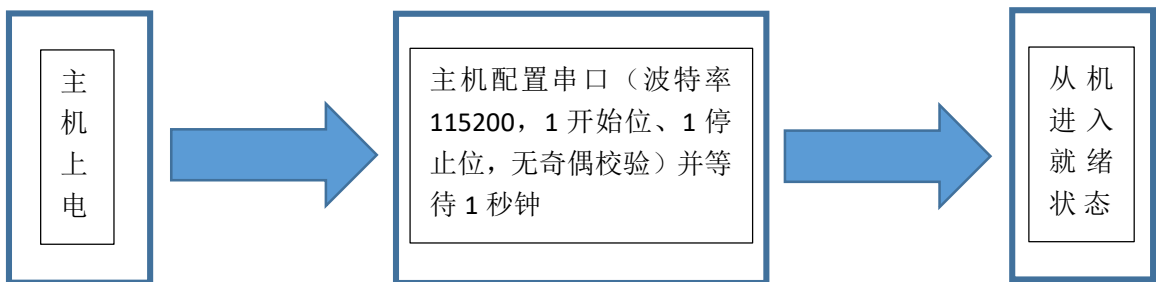 主
机
上
电
主机配置串口（波特率
115200，1 开始位、1 停
止位，无奇偶校验）并等
待 1 秒钟
从 机
进 入
就 绪
状 态